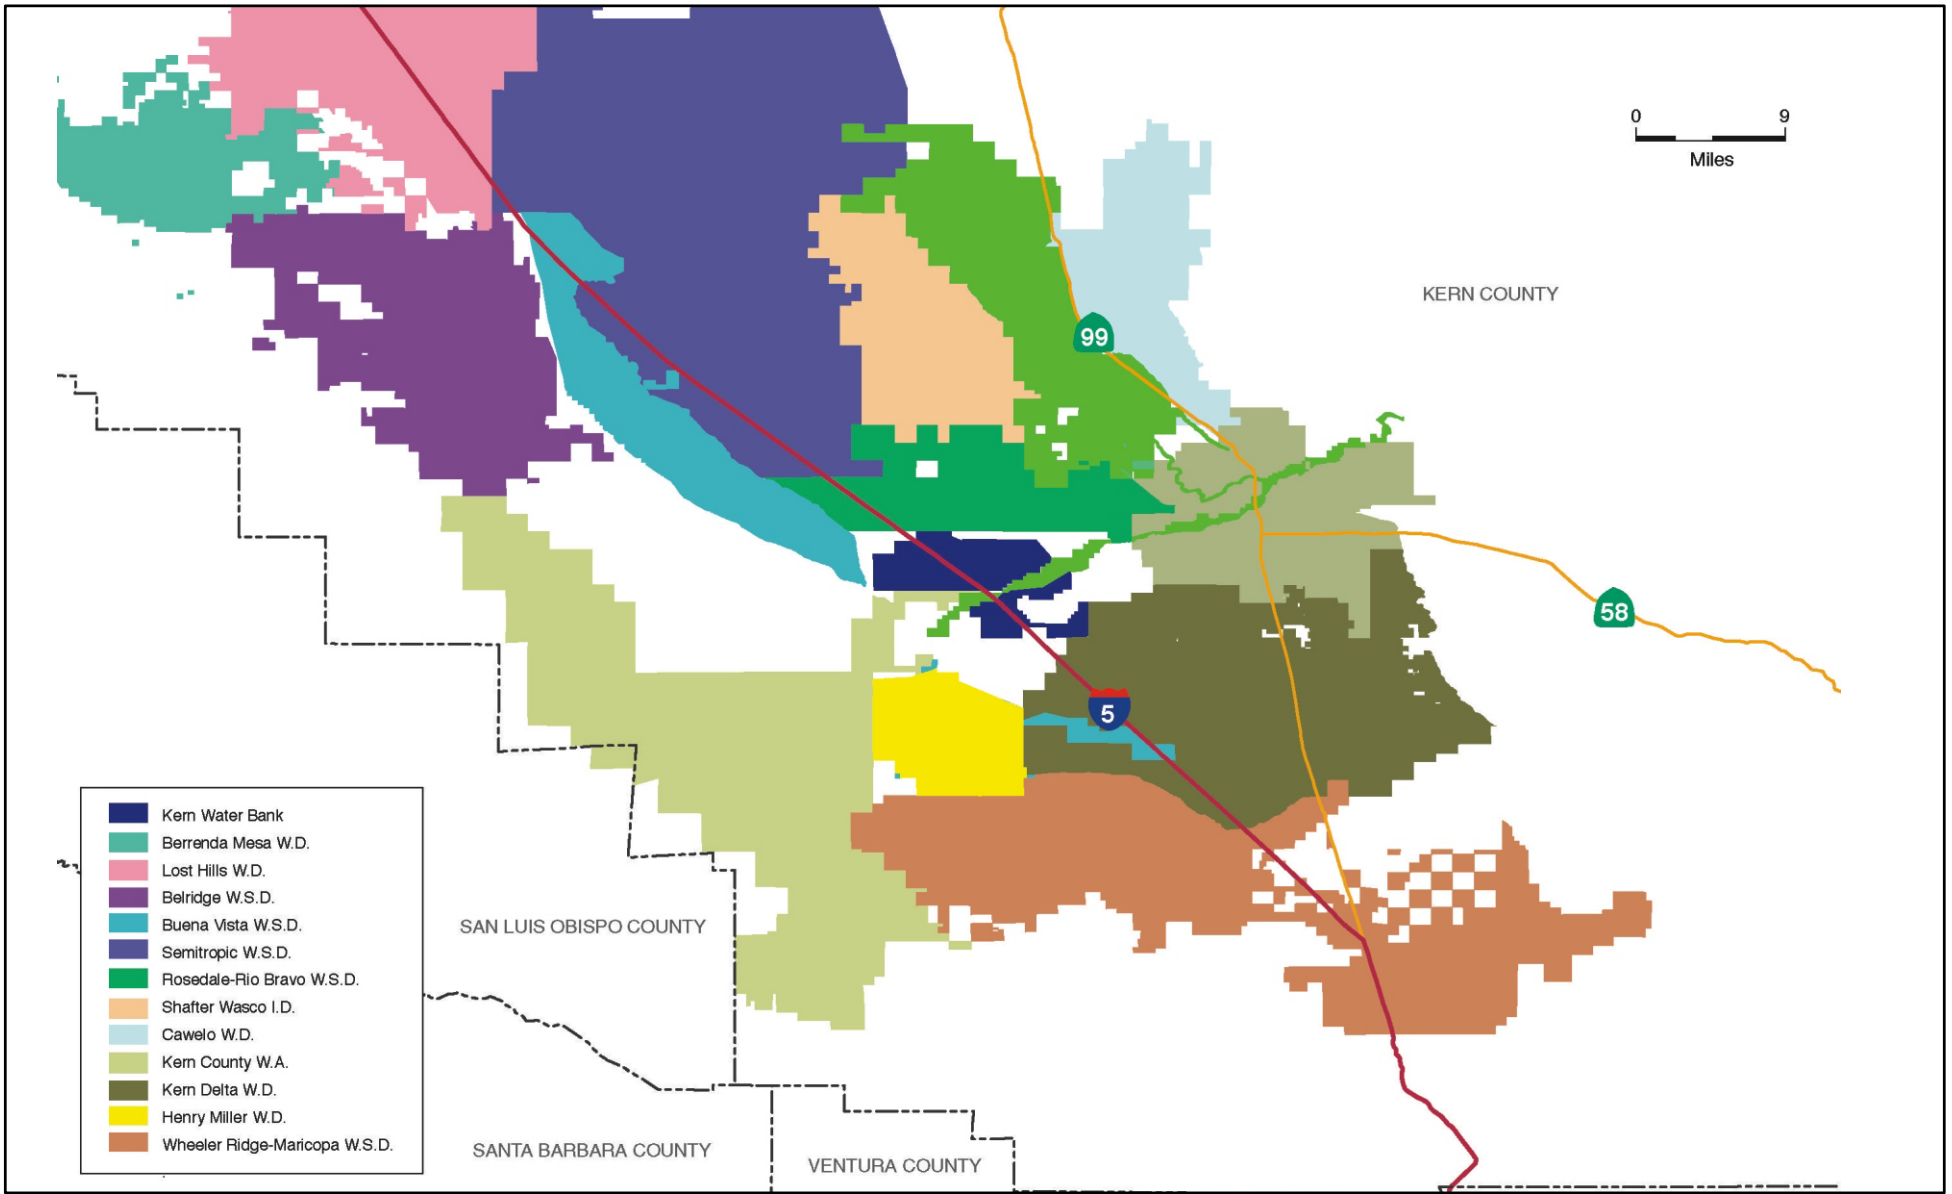 0 9
Miles
KERN COUNTY
99
58
5
Kern Water Bank
Berrenda Mesa W.D.
Lost Hills W.D.
Belridge W.S.D.
Buena Vista W.S.D.
Semitropic W.S.D.
Rosedale-Rio Bravo W.S.D.
Shafter Wasco I.D.
Cawelo W.D.
Kern County W.A.
Kern Delta W.D.
Henry Miller W.D.
Wheeler Ridge-Maricopa W.S.D.
SAN LUIS OBISPO COUNTY
SANTA BARBARA COUNTY
VENTURA COUNTY